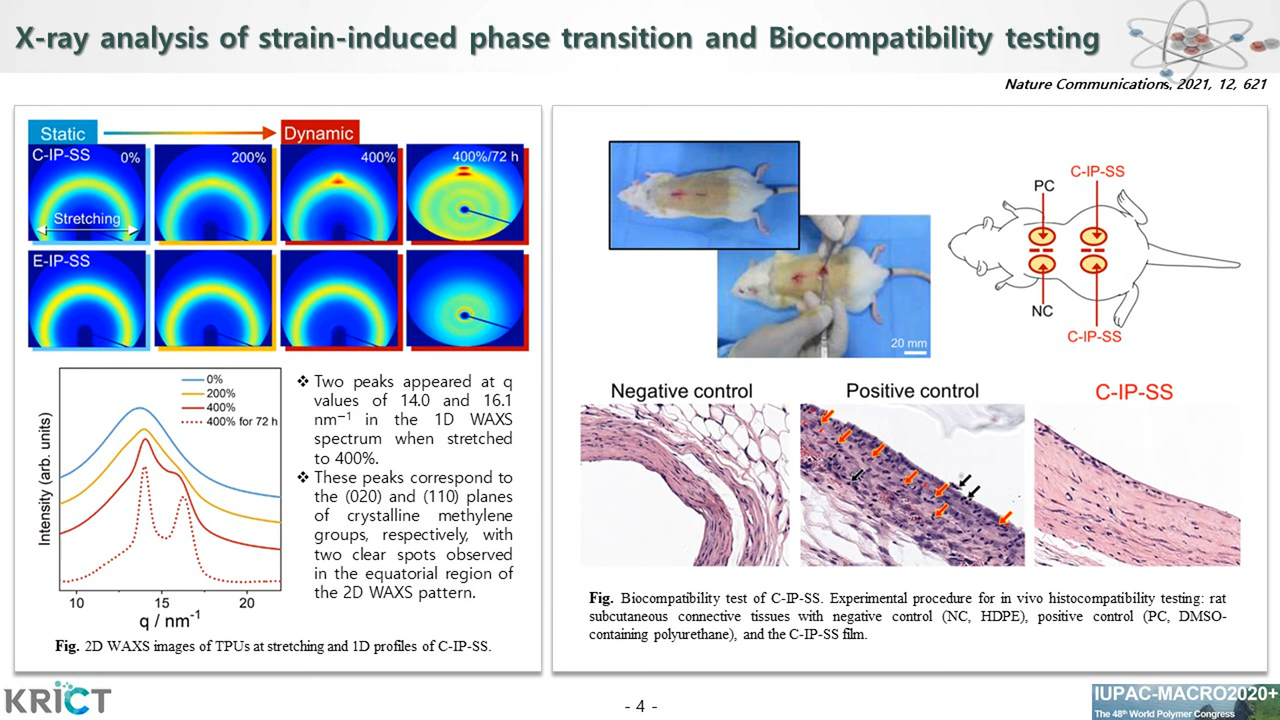 X-ray analysis of strain-induced phase transition and Biocompatibility testing
Nature Communications, 2021, 12, 621
Static
Dynamic
C-IP-SS 0%
200%
400%
400%/72 h
Stretching
E-IP-SS
0%
200%
400%
400% for 72 h
Intensity (arb. units)
10 15 20
q / nm⁻¹
❖ Two peaks appeared at q
values of 14.0 and 16.1
nm⁻¹ in the 1D WAXS
spectrum when stretched
to 400%.
❖ These peaks correspond to
the (020) and (110) planes
of crystalline methylene
groups, respectively, with
two clear spots observed
in the equatorial region of
the 2D WAXS pattern.
Fig. 2D WAXS images of TPUs at stretching and 1D profiles of C-IP-SS.
20 mm
C-IP-SS
PC
NC
C-IP-SS
Negative control
Positive control
C-IP-SS
Fig. Biocompatibility test of C-IP-SS. Experimental procedure for in vivo histocompatibility testing: rat
subcutaneous connective tissues with negative control (NC, HDPE), positive control (PC, DMSO-
containing polyurethane), and the C-IP-SS film.
KRICT
- 4 -
IUPAC-MACRO2020+
The 48th World Polymer Congress